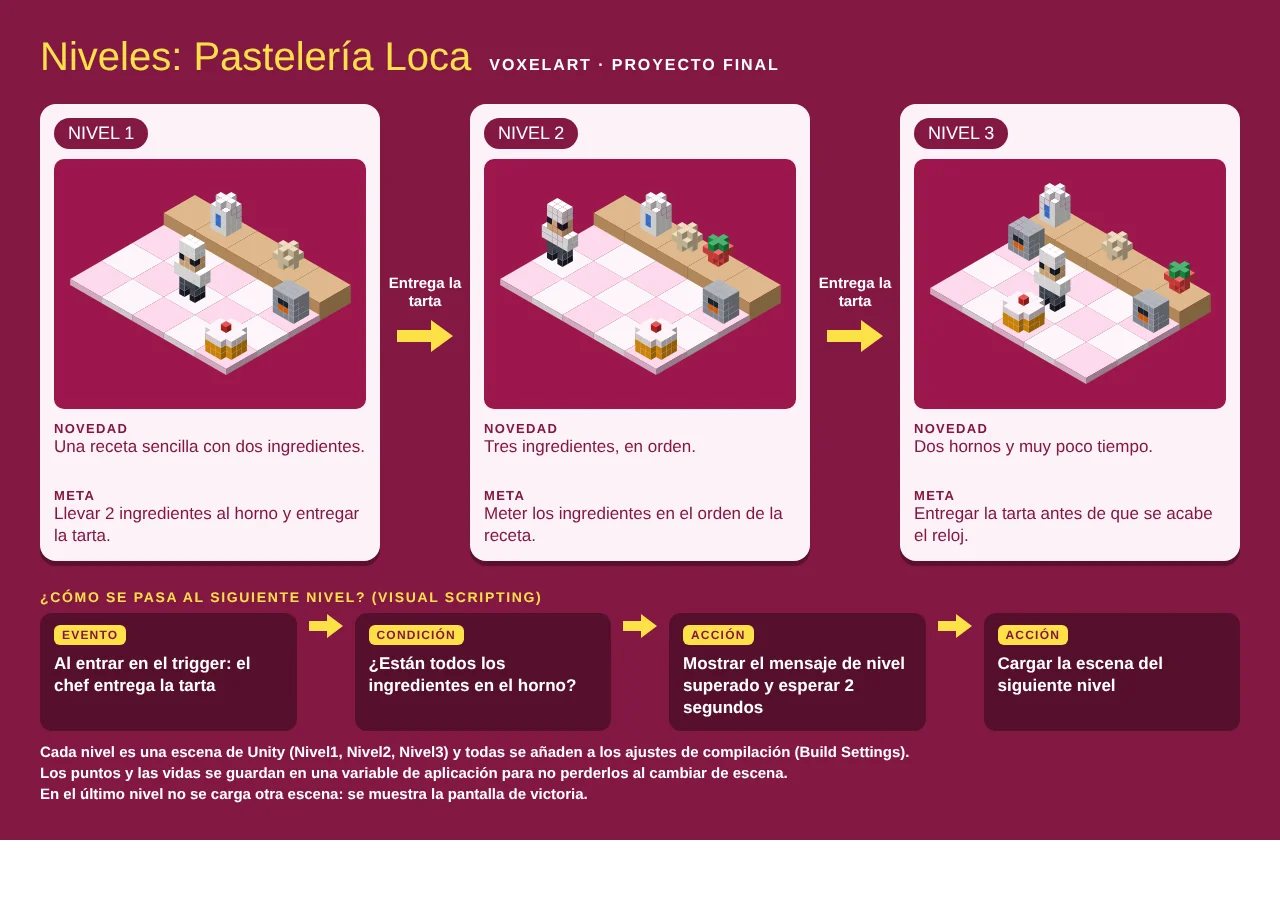 Niveles: Pastelería Loca VOXELART · PROYECTO FINAL
NIVEL 1
NOVEDAD
Una receta sencilla con dos ingredientes.
META
Llevar 2 ingredientes al horno y entregar
la tarta.
Entrega la
tarta
NIVEL 2
NOVEDAD
Tres ingredientes, en orden.
META
Meter los ingredientes en el orden de la
receta.
Entrega la
tarta
NIVEL 3
NOVEDAD
Dos hornos y muy poco tiempo.
META
Entregar la tarta antes de que se acabe
el reloj.
¿CÓMO SE PASA AL SIGUIENTE NIVEL? (VISUAL SCRIPTING)
EVENTO
Al entrar en el trigger: el
chef entrega la tarta
CONDICIÓN
¿Están todos los
ingredientes en el horno?
ACCIÓN
Mostrar el mensaje de nivel
superado y esperar 2
segundos
ACCIÓN
Cargar la escena del
siguiente nivel
Cada nivel es una escena de Unity (Nivel1, Nivel2, Nivel3) y todas se añaden a los ajustes de compilación (Build Settings).
Los puntos y las vidas se guardan en una variable de aplicación para no perderlos al cambiar de escena.
En el último nivel no se carga otra escena: se muestra la pantalla de victoria.